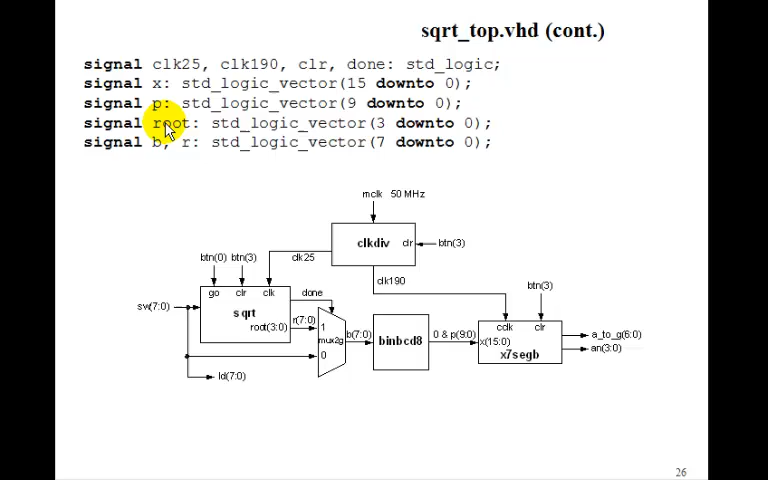 sqrt_top.vhd (cont.)
signal clk25, clk190, clr, done: std_logic;
signal x: std_logic_vector(15 downto 0);
signal p: std_logic_vector(9 downto 0);
signal root: std_logic_vector(3 downto 0);
signal b, r: std_logic_vector(7 downto 0);
mclk 50 MHz
clkdiv clr btn(3)
btn(0) btn(3) clk25
clk190
btn(3)
go clr clk done
sw(7:0)
sqrt
root(3:0) r(7:0) 1
mux2g
0
b(7:0)
binbcd8
0 & p(9:0)
cclk clr
x(15:0)
x7segb
a_to_g(6:0)
an(3:0)
ld(7:0)
26